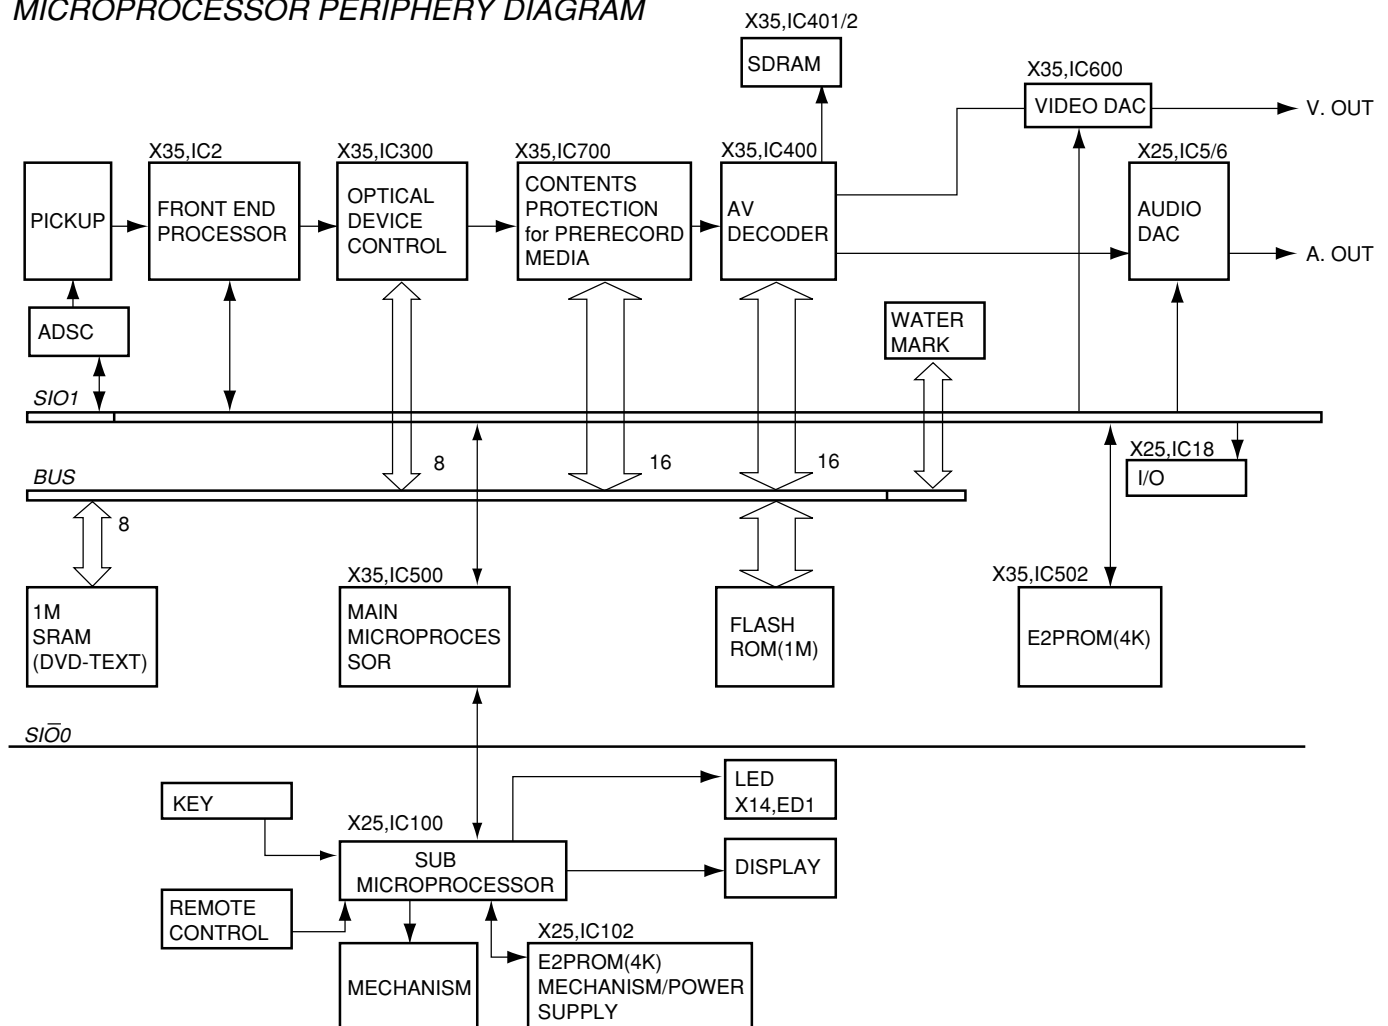 MICROPROCESSOR PERIPHERY DIAGRAM
X35,IC401/2
SDRAM
X35,IC600
VIDEO DAC
V. OUT
X35,IC2
X35,IC300
X35,IC700
X35,IC400
X25,IC5/6
PICKUP
FRONT END
PROCESSOR
OPTICAL
DEVICE
CONTROL
CONTENTS
PROTECTION
for PRERECORD
MEDIA
AV
DECODER
AUDIO
DAC
A. OUT
ADSC
WATER
MARK
SIO1
8
16
16
X25,IC18
I/O
BUS
8
X35,IC500
X35,IC502
1M
SRAM
(DVD-TEXT)
MAIN
MICROPROCES
SOR
FLASH
ROM(1M)
E2PROM(4K)
SIO̅0
KEY
LED
X14,ED1
X25,IC100
SUB
MICROPROCESSOR
DISPLAY
REMOTE
CONTROL
X25,IC102
MECHANISM
E2PROM(4K)
MECHANISM/POWER
SUPPLY